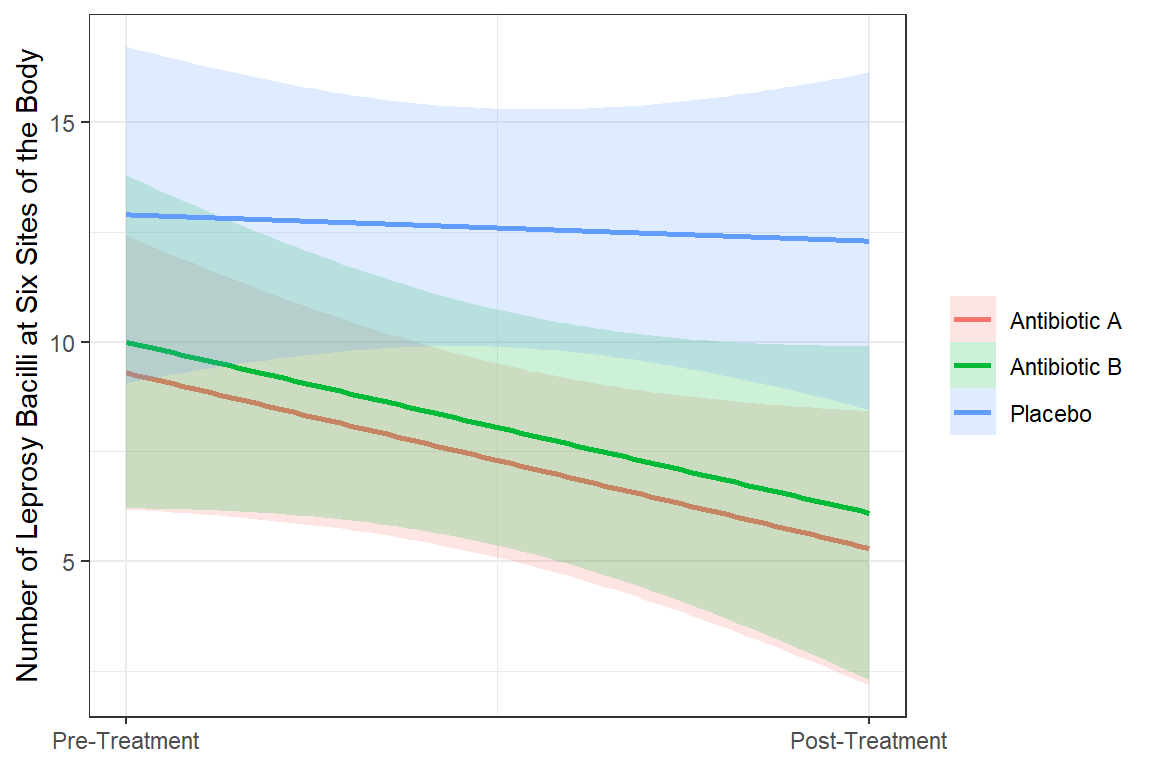 Number of Leprosy Bacilli at Six Sites of the Body
15
10
5
Pre-Treatment
Post-Treatment
Antibiotic A
Antibiotic B
Placebo